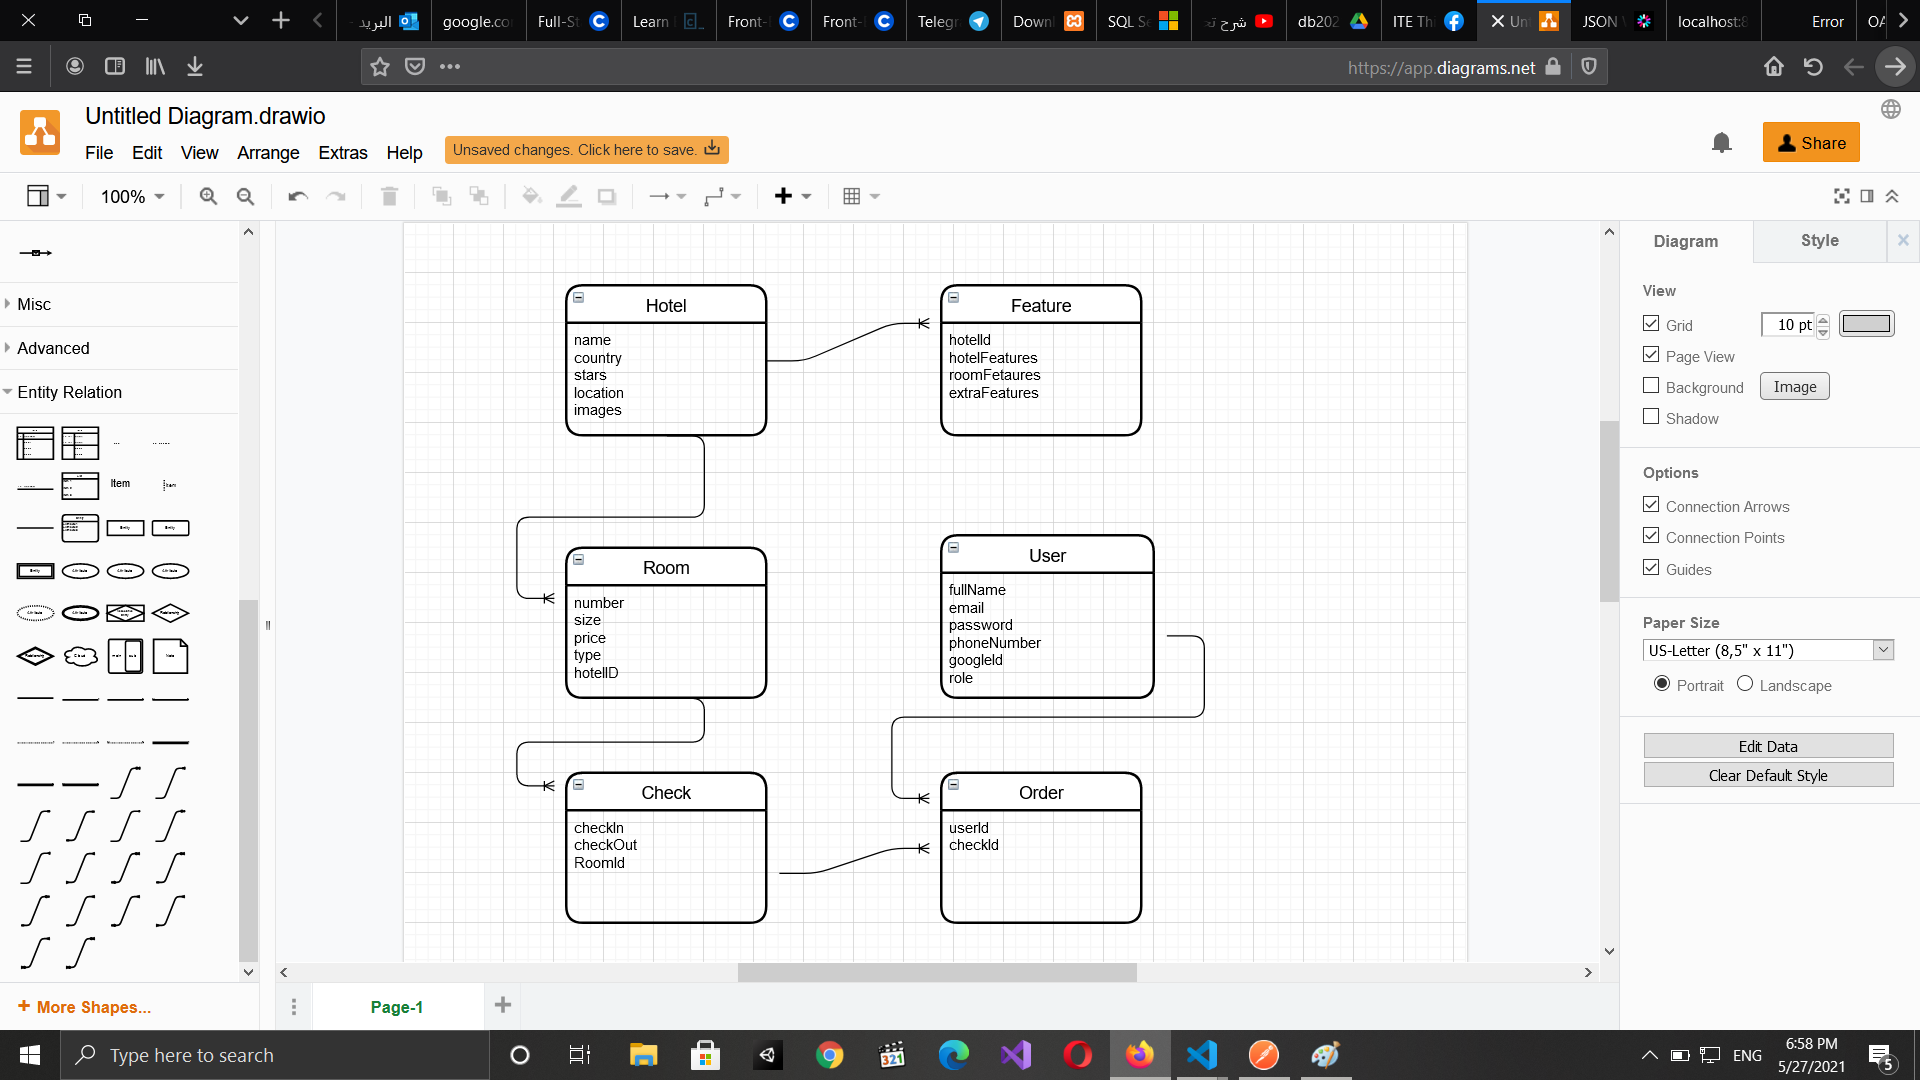 البريد
google.co
Full-S
Learn
Front-
Front-
Telegr
Down
SQL S
شرح تح
db202
ITE Th
Un
JSON
localhost:8
Error
OA
https://app.diagrams.net
Untitled Diagram.drawio
File Edit View Arrange Extras Help
Unsaved changes. Click here to save.
Share
100%
Misc
Advanced
Entity Relation
Item
More Shapes...
Hotel
name
country
stars
location
images
Feature
hotelId
hotelFeatures
roomFetaures
extraFeatures
Room
number
size
price
type
hotelID
User
fullName
email
password
phoneNumber
googleId
role
Check
checkIn
checkOut
RoomId
Order
userId
checkId
Page-1
Diagram
Style
View
Grid
10 pt
Page View
Background
Image
Shadow
Options
Connection Arrows
Connection Points
Guides
Paper Size
US-Letter (8,5" x 11")
Portrait
Landscape
Edit Data
Clear Default Style
Type here to search
321
ENG
6:58 PM
5/27/2021
5